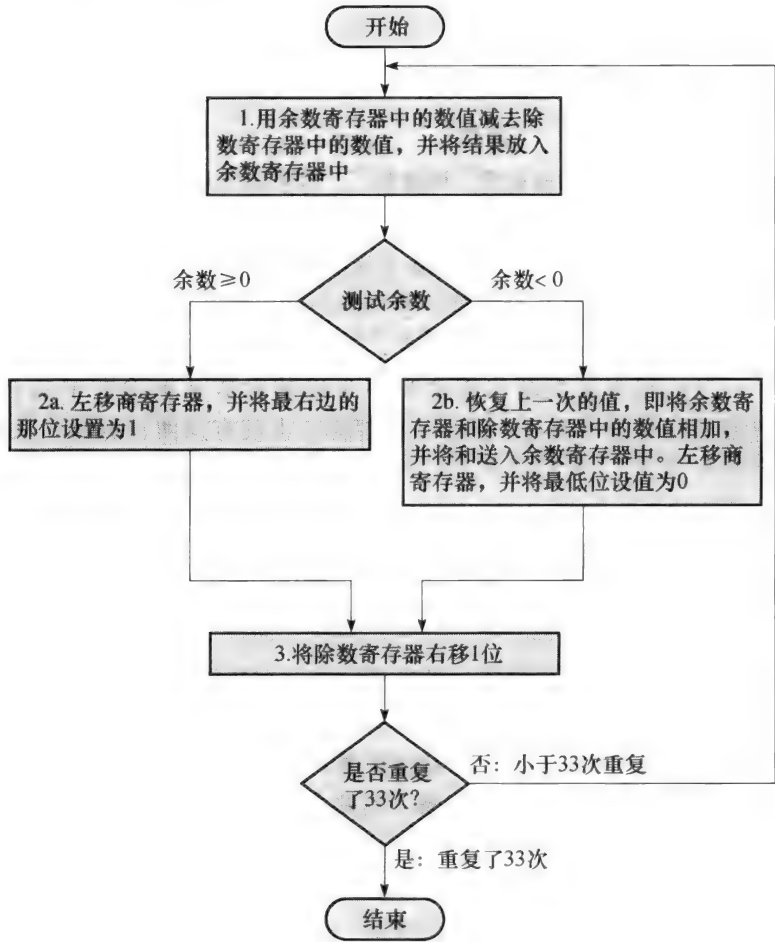 开始
1.用余数寄存器中的数值减去除
数寄存器中的数值，并将结果放入
余数寄存器中
余数≥0
测试余数
余数< 0
2a. 左移商寄存器，并将最右边的
那位设置为1
2b. 恢复上一次的值，即将余数寄
存器和除数寄存器中的数值相加，
并将和送入余数寄存器中。左移商
寄存器，并将最低位设值为0
3.将除数寄存器右移1位
是否重复
了33次？
否：小于33次重复
是：重复了33次
结束